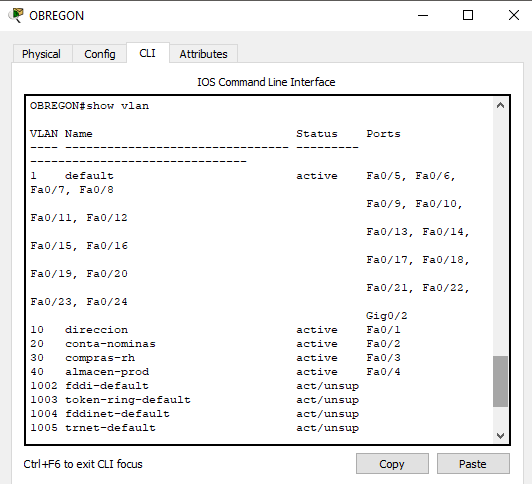 OBREGON
Physical Config CLI Attributes
IOS Command Line Interface
OBREGON#show vlan
VLAN Name Status Ports
---- -------------------------------- --------- -------------------------------
1 default active Fa0/5, Fa0/6,
Fa0/7, Fa0/8
Fa0/9, Fa0/10,
Fa0/11, Fa0/12
Fa0/13, Fa0/14,
Fa0/15, Fa0/16
Fa0/17, Fa0/18,
Fa0/19, Fa0/20
Fa0/21, Fa0/22,
Fa0/23, Fa0/24
Gig0/2
10 direccion active Fa0/1
20 conta-nominas active Fa0/2
30 compras-rh active Fa0/3
40 almacen-prod active Fa0/4
1002 fddi-default act/unsup
1003 token-ring-default act/unsup
1004 fddinet-default act/unsup
1005 trnet-default act/unsup
Ctrl+F6 to exit CLI focus Copy Paste